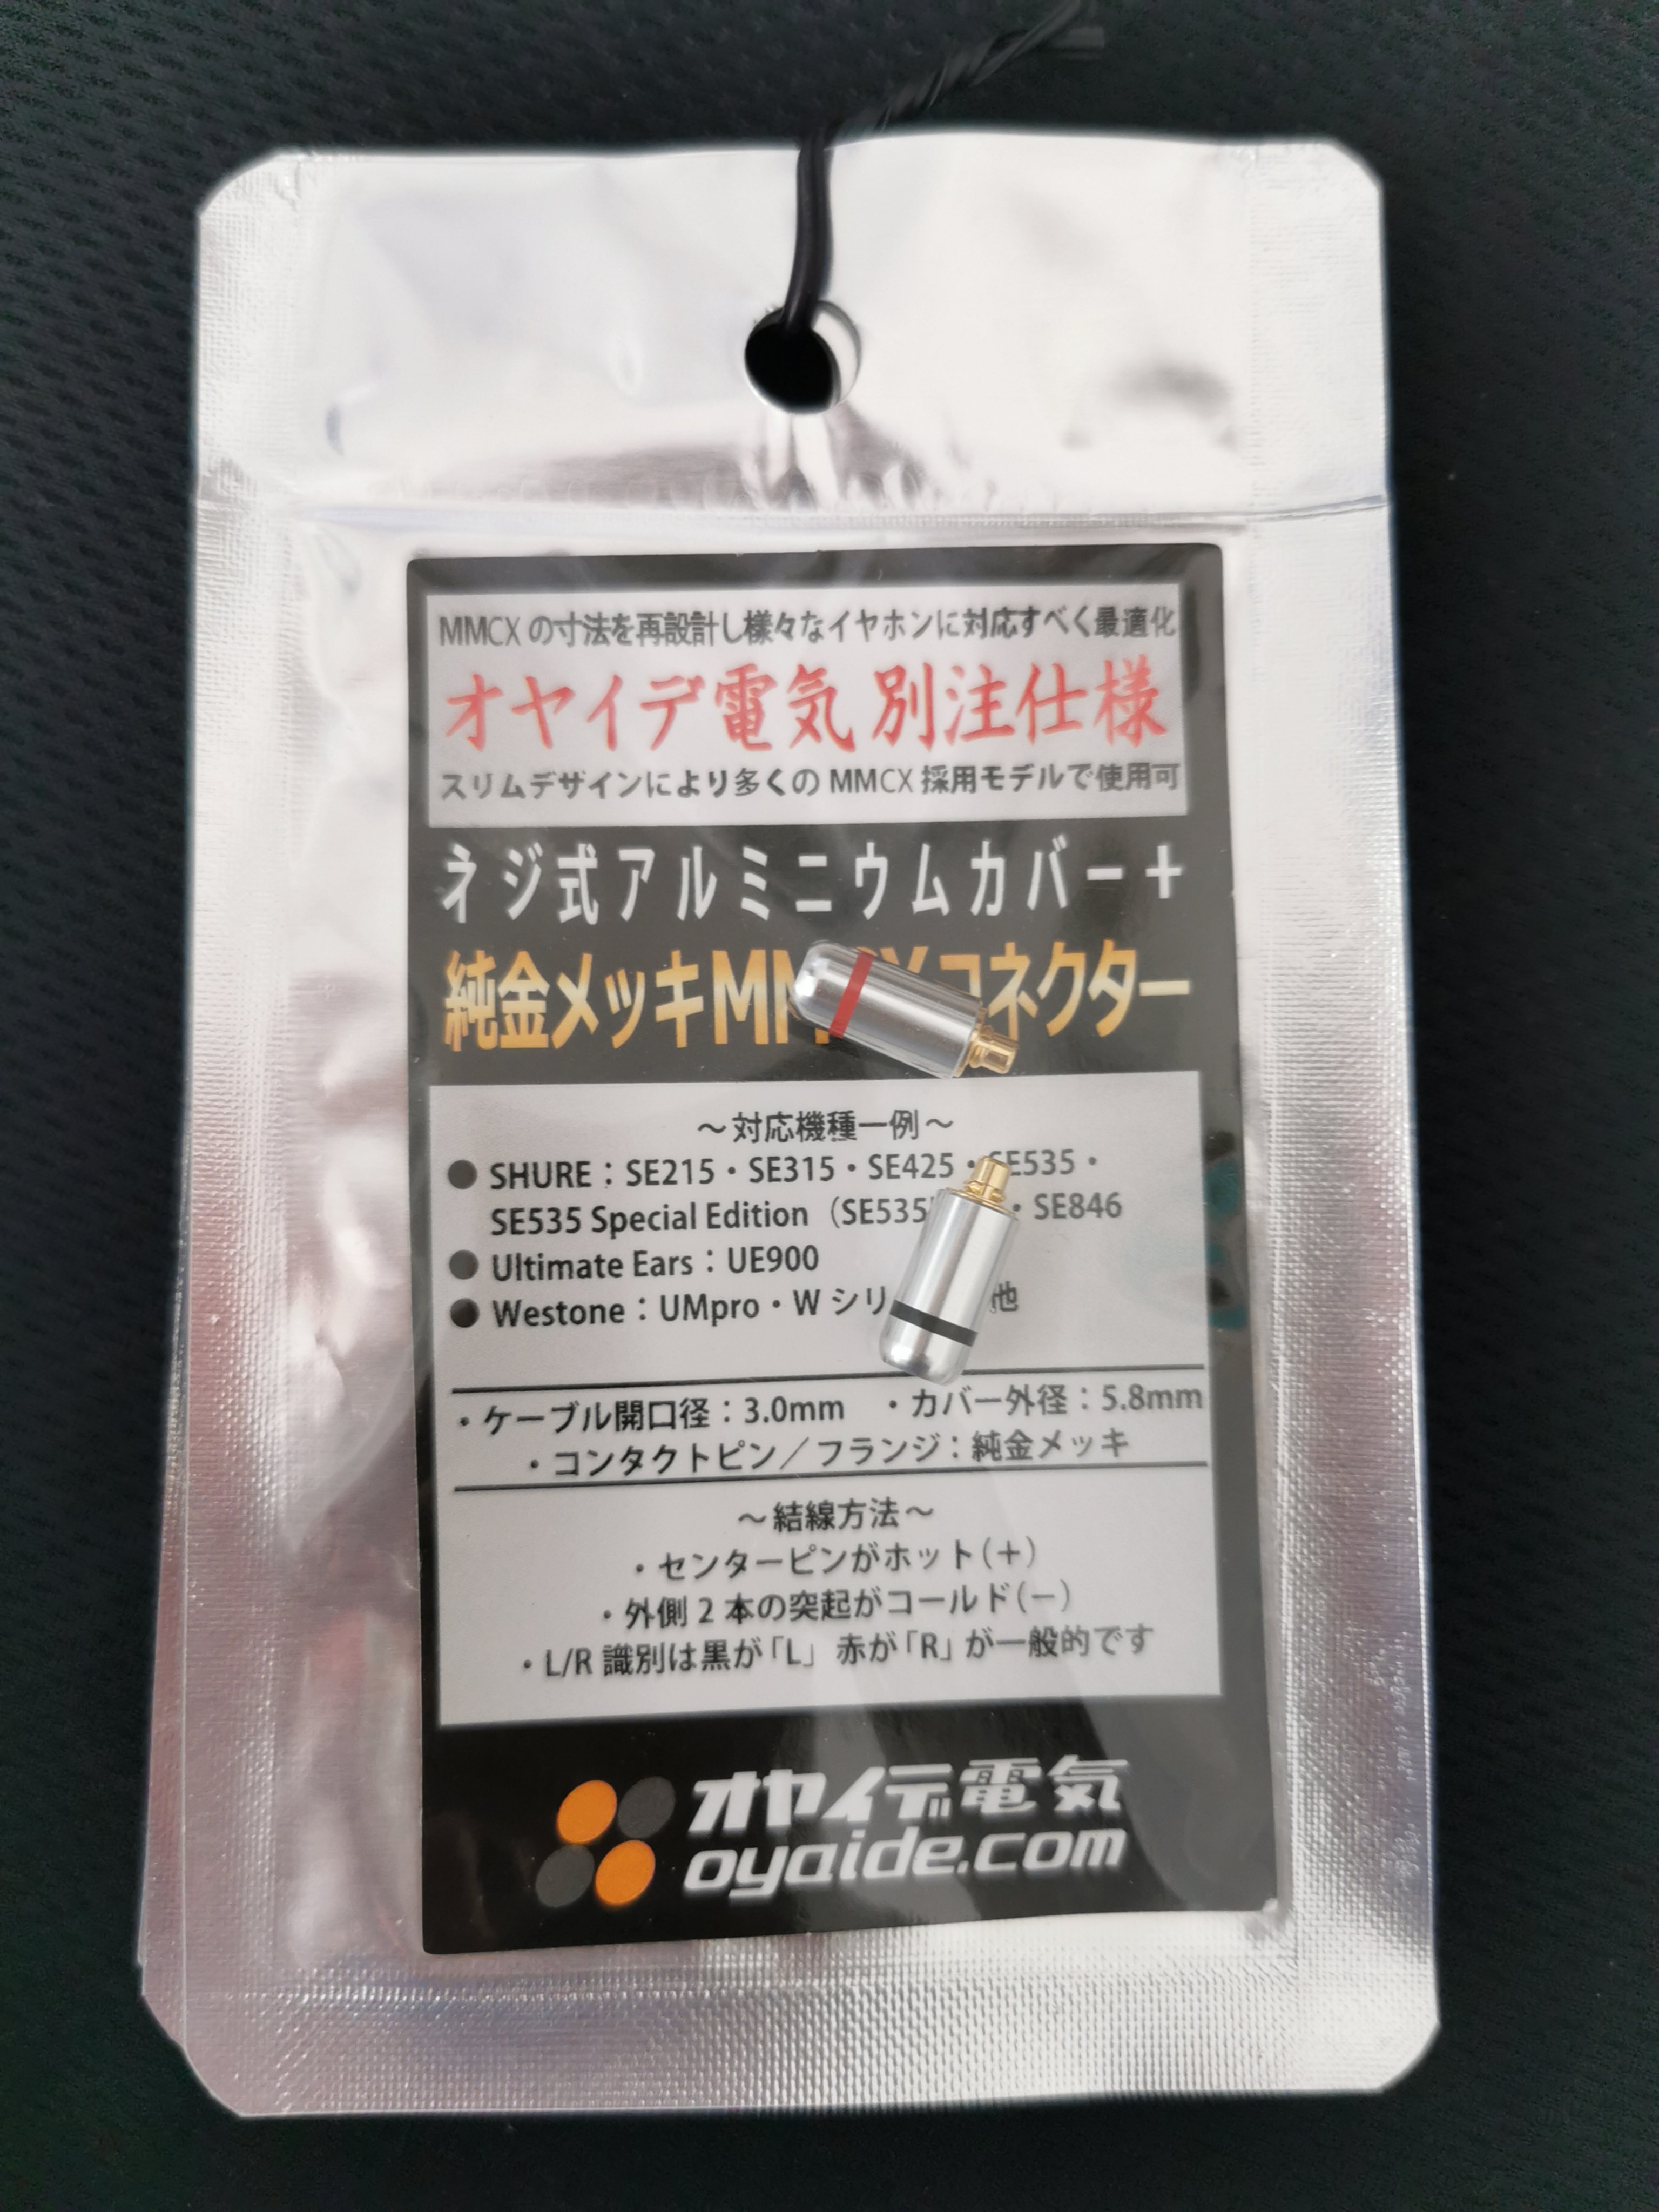 MMCX の寸法を再設計し様々なイヤホンに対応すべく最適化
オヤイデ電気 別注仕様
スリムデザインにより多くの MMCX 採用モデルで使用可
ネジ式アルミニウムカバー+
純金メッキMMCXコネクター
～対応機種一例～
● SHURE：SE215・SE315・SE425・SE535・
SE535 Special Edition（SE535 ・SE846
● Ultimate Ears：UE900
● Westone：UMpro・W シリ 他
・ケーブル開口径：3.0mm ・カバー外径：5.8mm
・コンタクトピン／フランジ：純金メッキ
～結線方法～
・センターピンがホット(＋)
・外側 2 本の突起がコールド(－)
・L/R 識別は黒が「L」 赤が「R」が一般的です
オヤイデ電気
oyaide.com